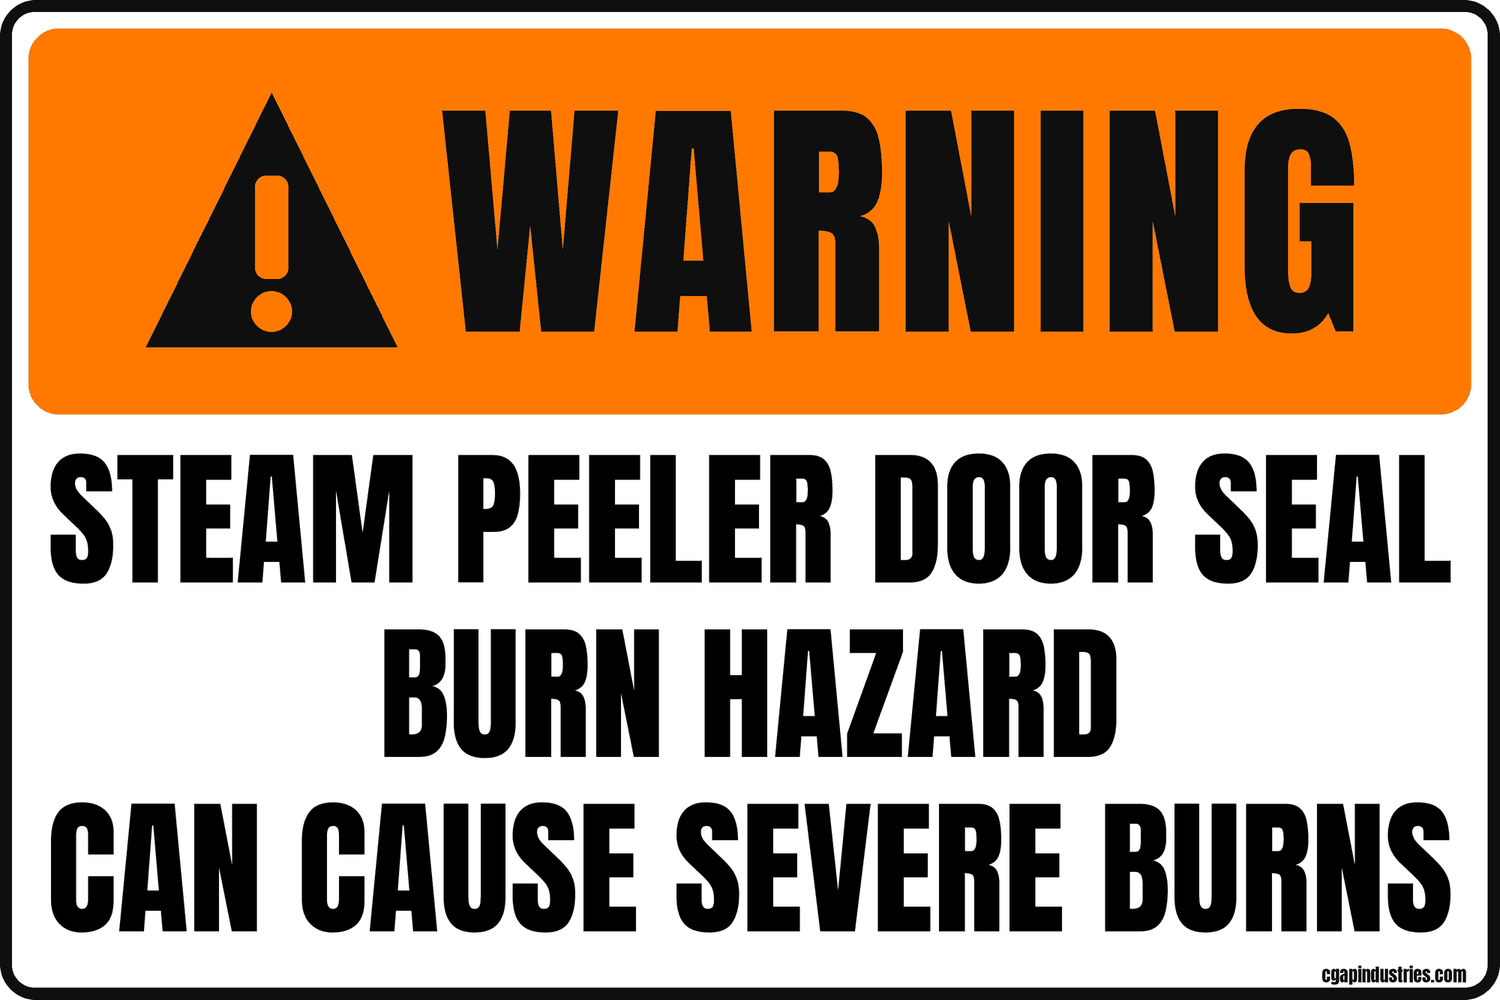 WARNING
STEAM PEELER DOOR SEAL
BURN HAZARD
CAN CAUSE SEVERE BURNS
cgapindustries.com